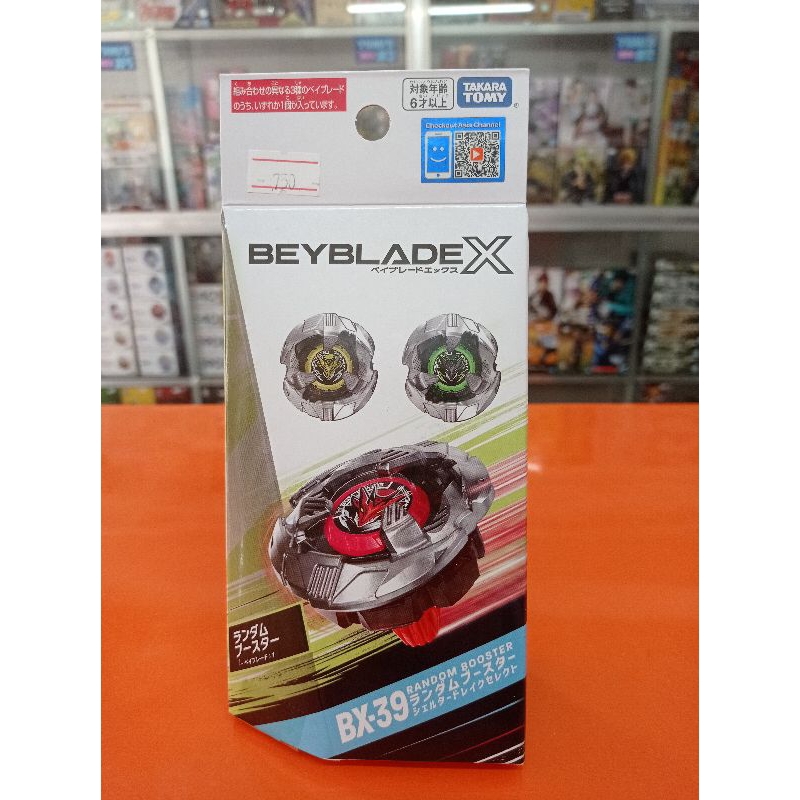 組み合わせの異なる3種のベイブレード
のうち、いずれか1個が入っています。
対象年齢
6才以上
TAKARA
TOMY
Checkout Asia Channel
730
BEYBLADE X
ベイブレードエックス
ランダム
ブースター
RANDOM BOOSTER
BX-39
ランダムブースター
シェルタードレイクセレクト